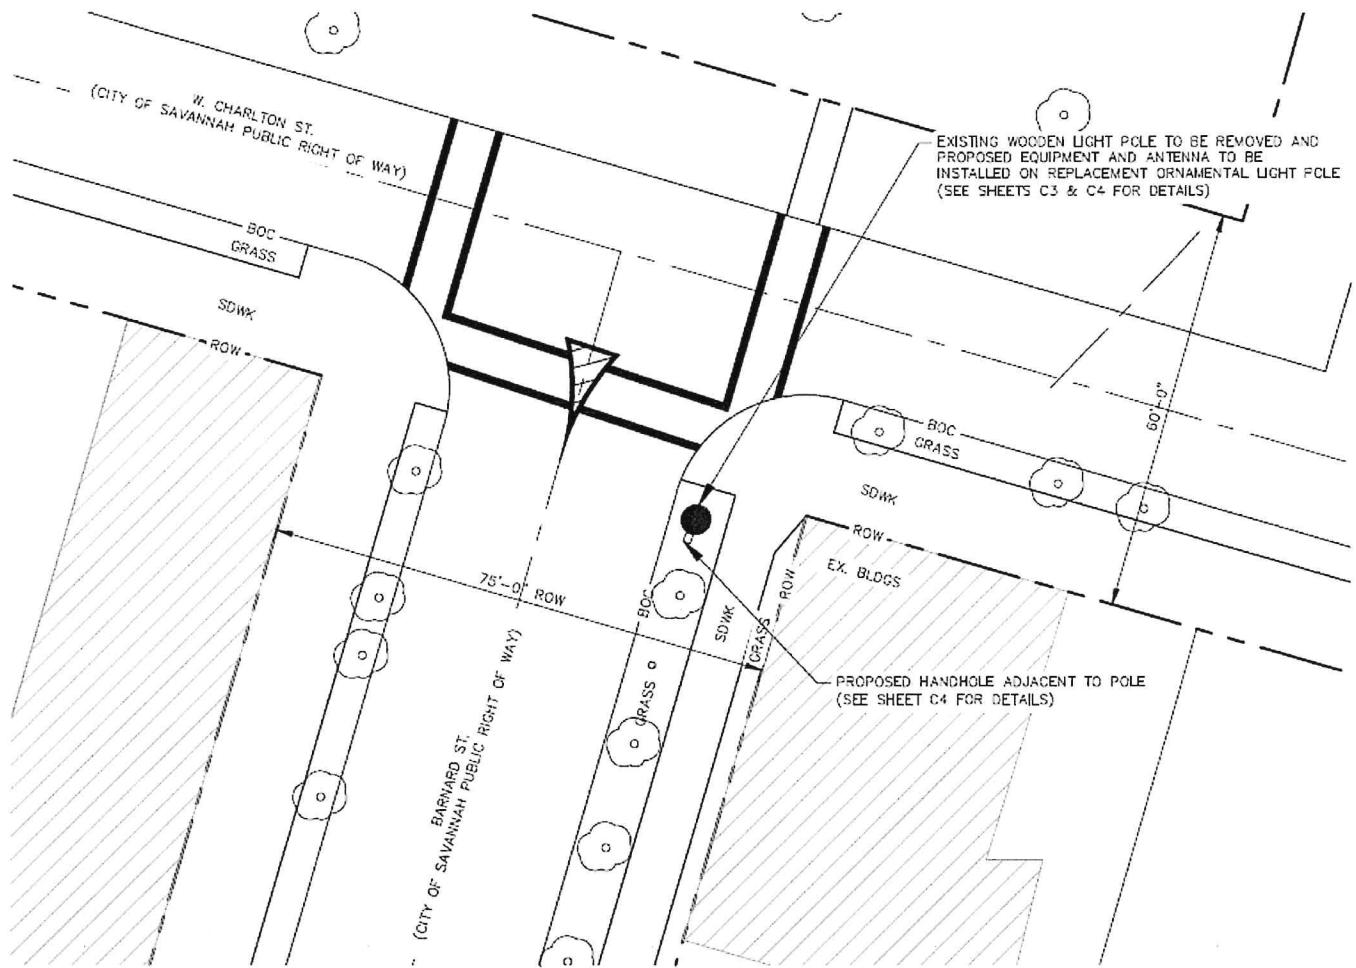 W. CHARLTON ST.
(CITY OF SAVANNAH PUBLIC RIGHT OF WAY)
EXISTING WOODEN LIGHT POLE TO BE REMOVED AND
PROPOSED EQUIPMENT AND ANTENNA TO BE
INSTALLED ON REPLACEMENT ORNAMENTAL LIGHT POLE
(SEE SHEETS C3 & C4 FOR DETAILS)
BOC
GRASS
SDWK
ROW
60'-0"
BOC
GRASS
SDWK
ROW
EX. BLDGS
75'-0" ROW
BOC
SDWK
GRASS
ROW
GRASS
PROPOSED HANDHOLE ADJACENT TO POLE
(SEE SHEET C4 FOR DETAILS)
BARNARD ST.
(CITY OF SAVANNAH PUBLIC RIGHT OF WAY)